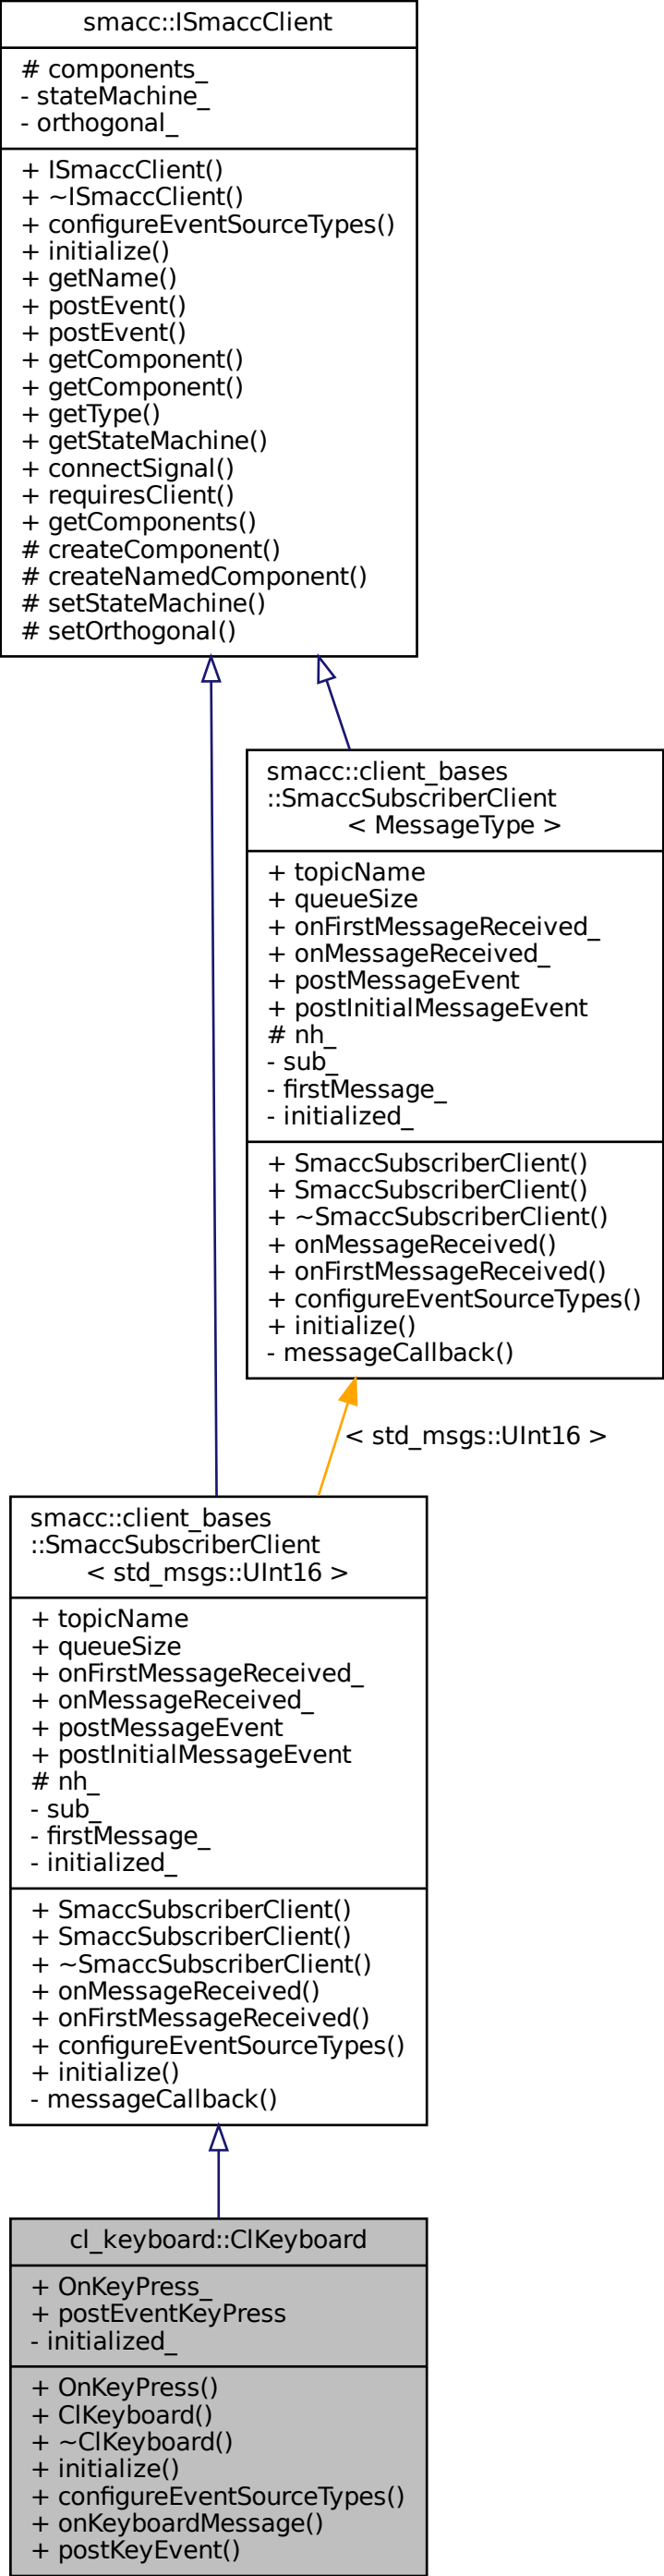 smacc::ISmaccClient
# components_
- stateMachine_
- orthogonal_
+ ISmaccClient()
+ ~ISmaccClient()
+ configureEventSourceTypes()
+ initialize()
+ getName()
+ postEvent()
+ postEvent()
+ getComponent()
+ getComponent()
+ getType()
+ getStateMachine()
+ connectSignal()
+ requiresClient()
+ getComponents()
# createComponent()
# createNamedComponent()
# setStateMachine()
# setOrthogonal()
smacc::client_bases
::SmaccSubscriberClient
< MessageType >
+ topicName
+ queueSize
+ onFirstMessageReceived_
+ onMessageReceived_
+ postMessageEvent
+ postInitialMessageEvent
# nh_
- sub_
- firstMessage_
- initialized_
+ SmaccSubscriberClient()
+ SmaccSubscriberClient()
+ ~SmaccSubscriberClient()
+ onMessageReceived()
+ onFirstMessageReceived()
+ configureEventSourceTypes()
+ initialize()
- messageCallback()
< std_msgs::UInt16 >
smacc::client_bases
::SmaccSubscriberClient
< std_msgs::UInt16 >
+ topicName
+ queueSize
+ onFirstMessageReceived_
+ onMessageReceived_
+ postMessageEvent
+ postInitialMessageEvent
# nh_
- sub_
- firstMessage_
- initialized_
+ SmaccSubscriberClient()
+ SmaccSubscriberClient()
+ ~SmaccSubscriberClient()
+ onMessageReceived()
+ onFirstMessageReceived()
+ configureEventSourceTypes()
+ initialize()
- messageCallback()
cl_keyboard::ClKeyboard
+ OnKeyPress_
+ postEventKeyPress
- initialized_
+ OnKeyPress()
+ ClKeyboard()
+ ~ClKeyboard()
+ initialize()
+ configureEventSourceTypes()
+ onKeyboardMessage()
+ postKeyEvent()